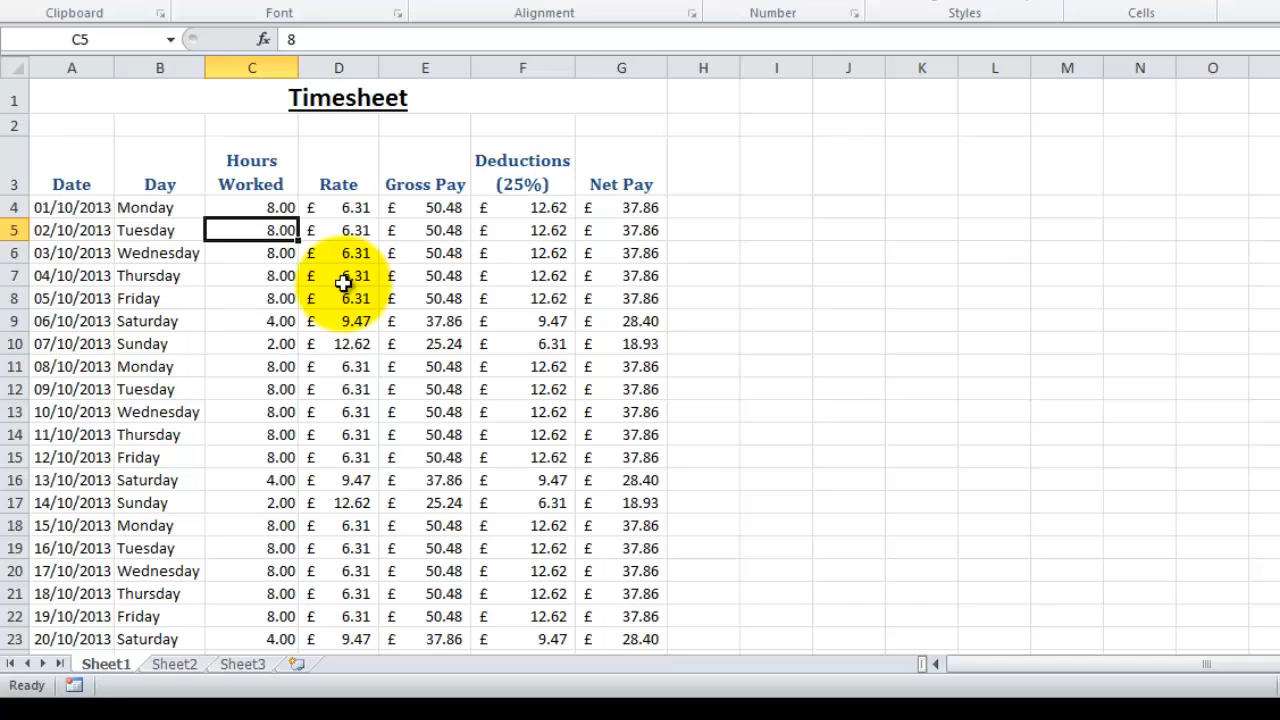 Clipboard Font Alignment Number Styles Cells
C5 fx 8
A B C D E F G H I J K L M N O
1 Timesheet
2
3 Date Day Hours Worked Rate Gross Pay Deductions (25%) Net Pay
4 01/10/2013 Monday 8.00 £ 6.31 £ 50.48 £ 12.62 £ 37.86
5 02/10/2013 Tuesday 8.00 £ 6.31 £ 50.48 £ 12.62 £ 37.86
6 03/10/2013 Wednesday 8.00 £ 6.31 £ 50.48 £ 12.62 £ 37.86
7 04/10/2013 Thursday 8.00 £ 6.31 £ 50.48 £ 12.62 £ 37.86
8 05/10/2013 Friday 8.00 £ 6.31 £ 50.48 £ 12.62 £ 37.86
9 06/10/2013 Saturday 4.00 £ 9.47 £ 37.86 £ 9.47 £ 28.40
10 07/10/2013 Sunday 2.00 £ 12.62 £ 25.24 £ 6.31 £ 18.93
11 08/10/2013 Monday 8.00 £ 6.31 £ 50.48 £ 12.62 £ 37.86
12 09/10/2013 Tuesday 8.00 £ 6.31 £ 50.48 £ 12.62 £ 37.86
13 10/10/2013 Wednesday 8.00 £ 6.31 £ 50.48 £ 12.62 £ 37.86
14 11/10/2013 Thursday 8.00 £ 6.31 £ 50.48 £ 12.62 £ 37.86
15 12/10/2013 Friday 8.00 £ 6.31 £ 50.48 £ 12.62 £ 37.86
16 13/10/2013 Saturday 4.00 £ 9.47 £ 37.86 £ 9.47 £ 28.40
17 14/10/2013 Sunday 2.00 £ 12.62 £ 25.24 £ 6.31 £ 18.93
18 15/10/2013 Monday 8.00 £ 6.31 £ 50.48 £ 12.62 £ 37.86
19 16/10/2013 Tuesday 8.00 £ 6.31 £ 50.48 £ 12.62 £ 37.86
20 17/10/2013 Wednesday 8.00 £ 6.31 £ 50.48 £ 12.62 £ 37.86
21 18/10/2013 Thursday 8.00 £ 6.31 £ 50.48 £ 12.62 £ 37.86
22 19/10/2013 Friday 8.00 £ 6.31 £ 50.48 £ 12.62 £ 37.86
23 20/10/2013 Saturday 4.00 £ 9.47 £ 37.86 £ 9.47 £ 28.40
Sheet1 Sheet2 Sheet3
Ready